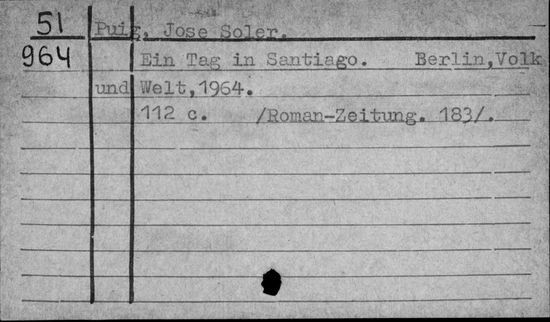 51
964
Puig, Jose Soler.
Ein Tag in Santiago. Berlin,Volk
und Welt,1964.
112 c. /Roman-Zeitung. 183/.